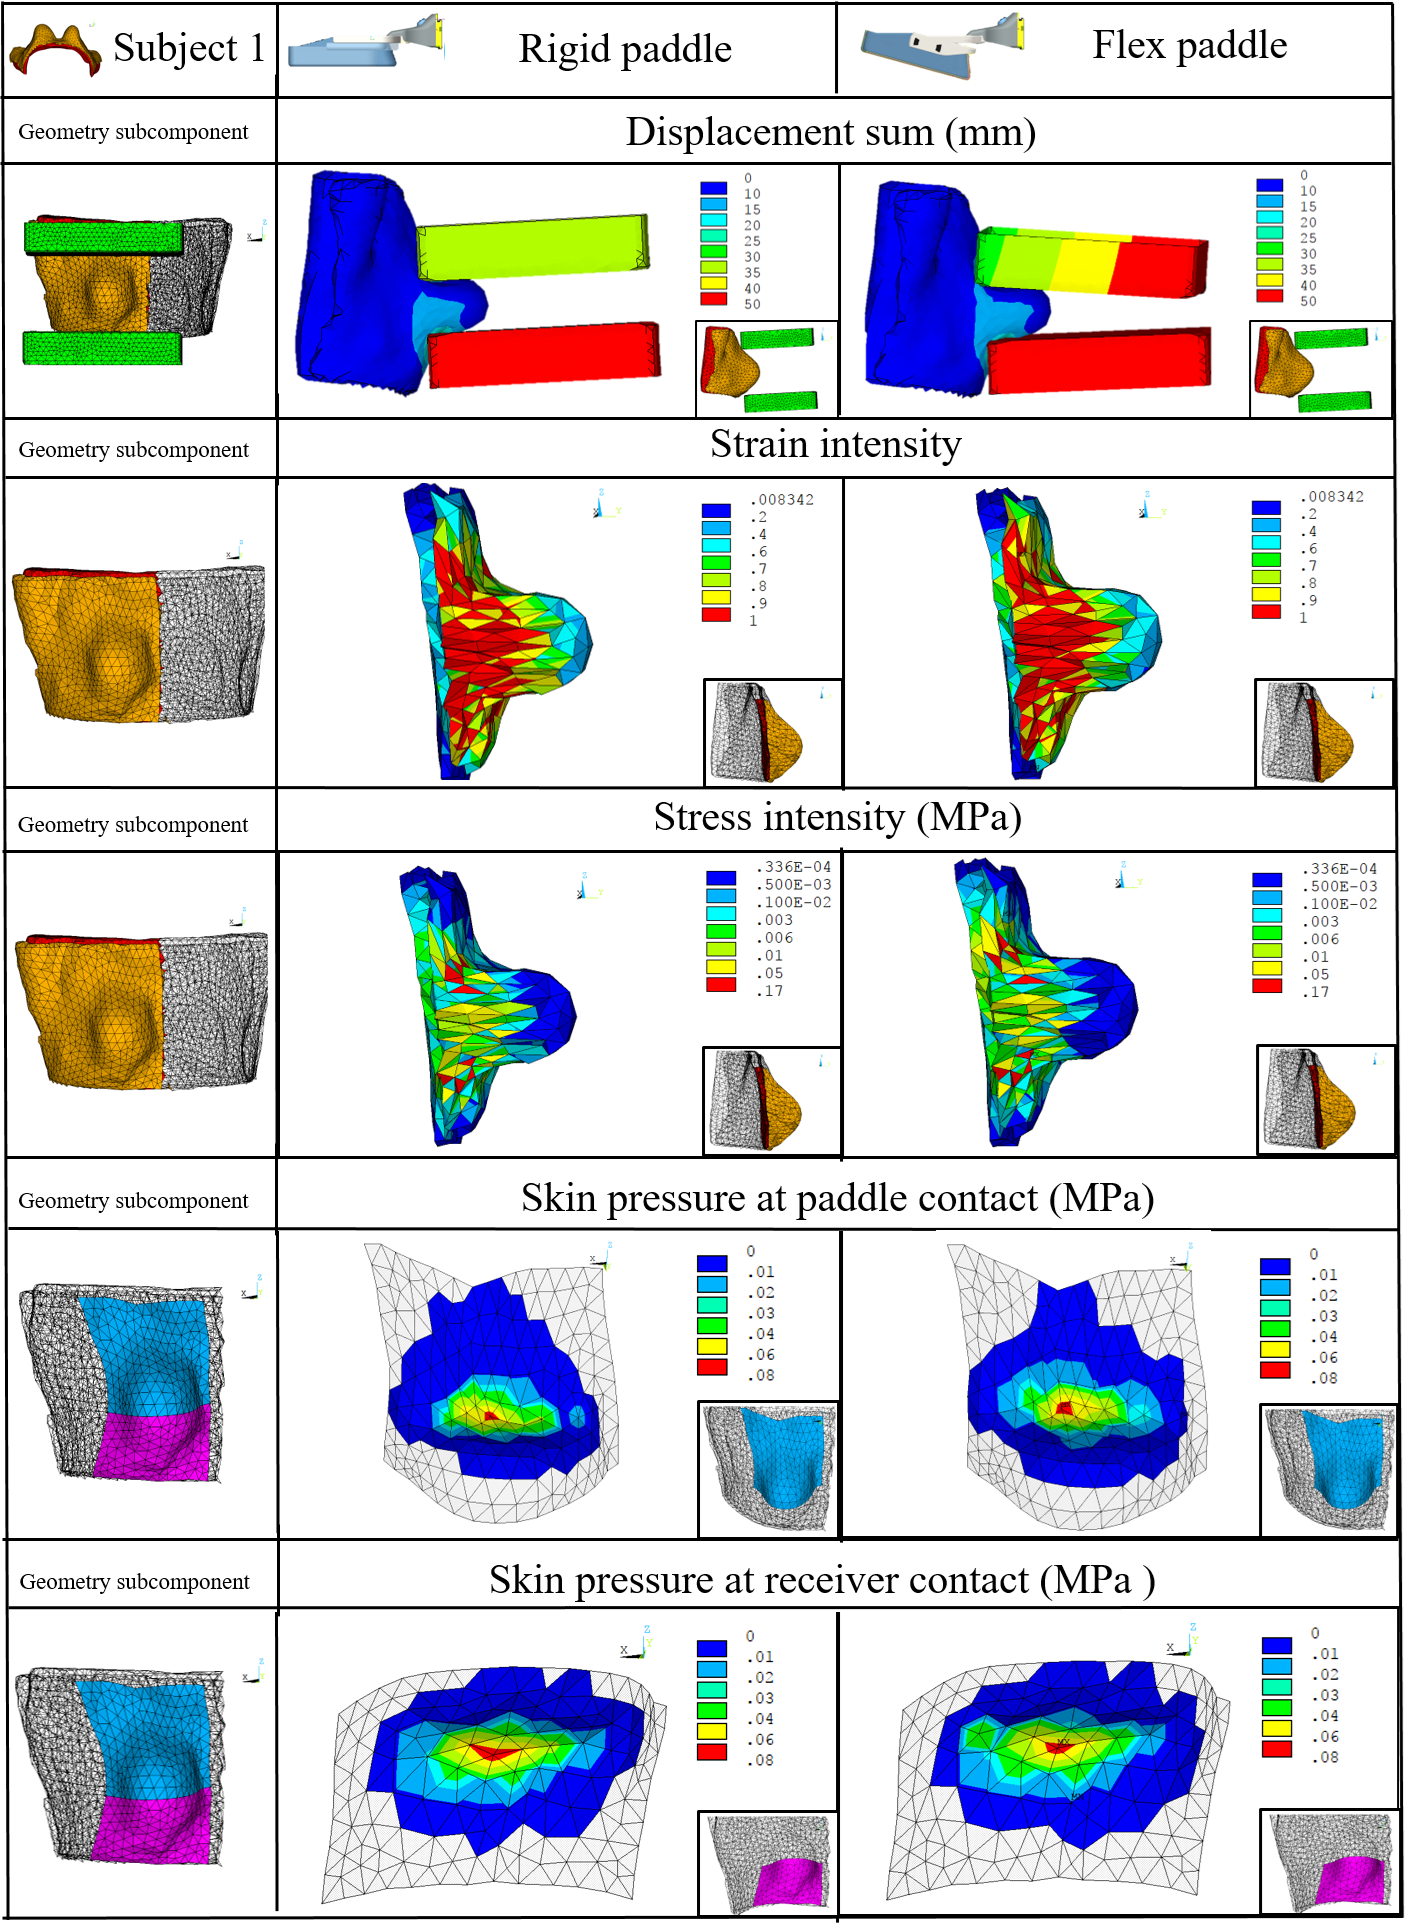 Subject 1
Rigid paddle
Flex paddle
Geometry subcomponent
Displacement sum (mm)
0
10
15
20
25
30
35
40
50
0
10
15
20
25
30
35
40
50
x
z
Geometry subcomponent
Strain intensity
.008342
.2
.4
.6
.7
.8
.9
1
.008342
.2
.4
.6
.7
.8
.9
1
X
Z
Y
X
Z
Y
x
z
Geometry subcomponent
Stress intensity (MPa)
.336E-04
.500E-03
.100E-02
.003
.006
.01
.05
.17
.336E-04
.500E-03
.100E-02
.003
.006
.01
.05
.17
X
Z
Y
X
Z
x
z
Geometry subcomponent
Skin pressure at paddle contact (MPa)
0
.01
.02
.03
.04
.06
.08
0
.01
.02
.03
.04
.06
.08
X
Z
X
Z
X
Z
Geometry subcomponent
Skin pressure at receiver contact (MPa )
0
.01
.02
.03
.04
.06
.08
0
.01
.02
.03
.04
.06
.08
X
Z
Y
X
Z
Y
MX
x
z